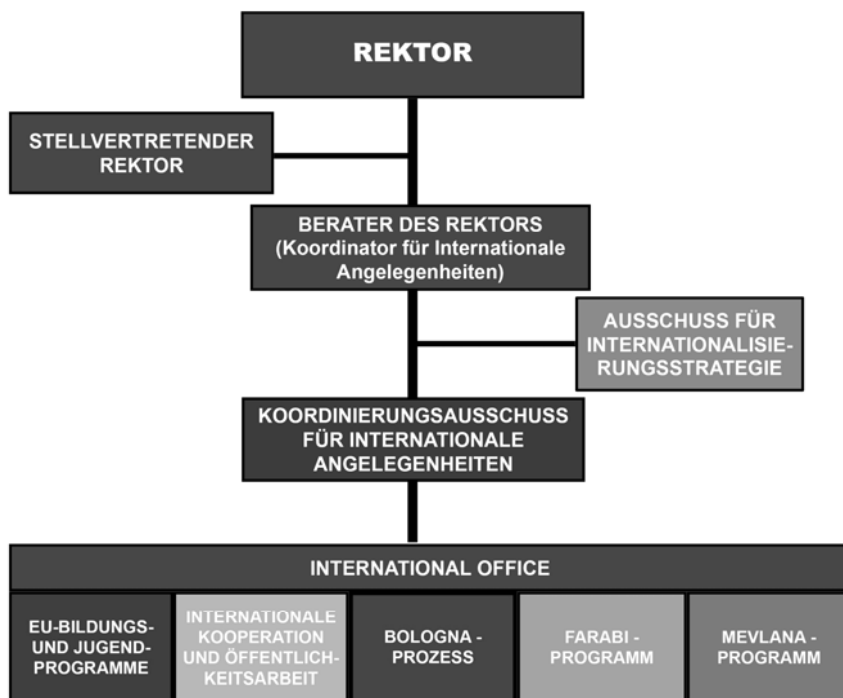 REKTOR
STELLVERTRETENDER
REKTOR
BERATER DES REKTORS
(Koordinator für Internationale
Angelegenheiten)
AUSSCHUSS FÜR
INTERNATIONALISIE-
RUNGSSTRATEGIE
KOORDINIERUNGSAUSSCHUSS
FÜR INTERNATIONALE
ANGELEGENHEITEN
INTERNATIONAL OFFICE
EU-BILDUNGS-
UND JUGEND-
PROGRAMME
INTERNATIONALE
KOOPERATION
UND ÖFFENTLICH-
KEITSARBEIT
BOLOGNA -
PROZESS
FARABI -
PROGRAMM
MEVLANA -
PROGRAMM